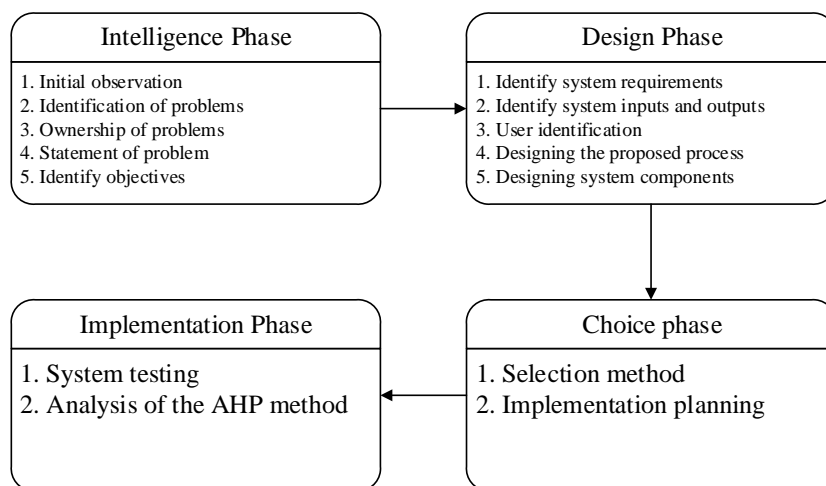 Intelligence Phase
1. Initial observation
2. Identification of problems
3. Ownership of problems
4. Statement of problem
5. Identify objectives
Design Phase
1. Identify system requirements
2. Identify system inputs and outputs
3. User identification
4. Designing the proposed process
5. Designing system components
Choice phase
1. Selection method
2. Implementation planning
Implementation Phase
1. System testing
2. Analysis of the AHP method